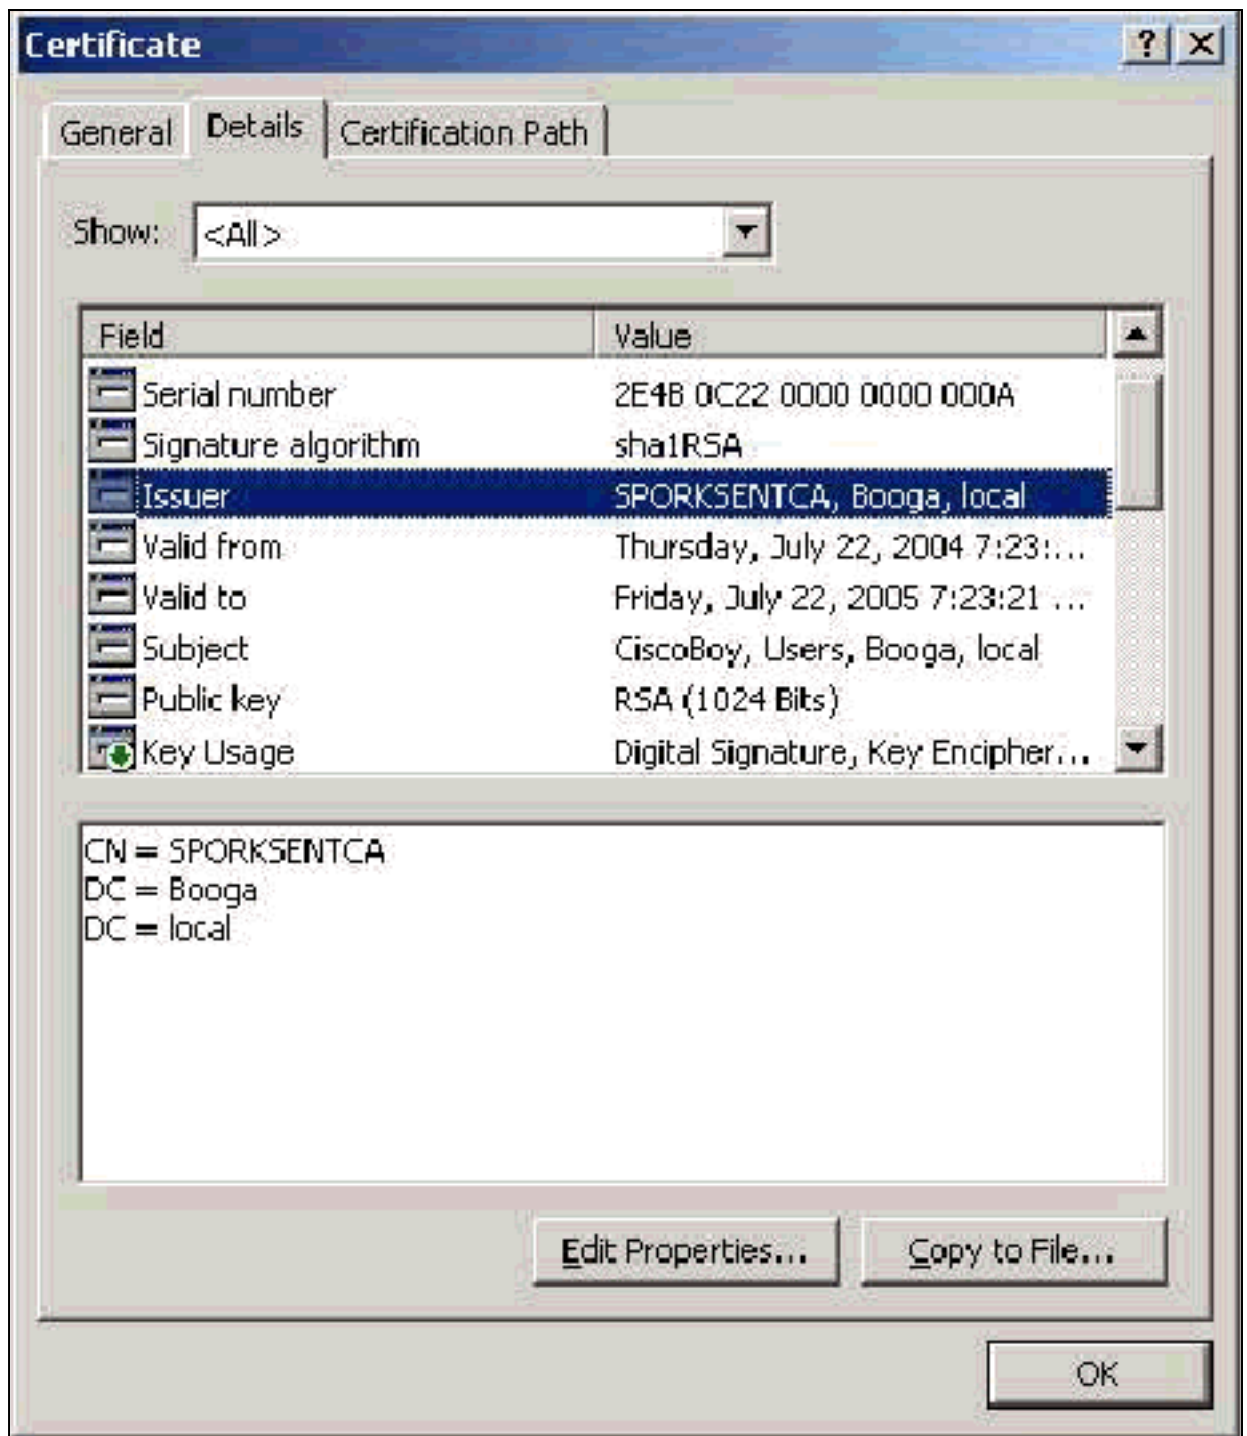 Certificate
General Details Certification Path
Show: <All>
Field Value
Serial number 2E4B 0C22 0000 0000 000A
Signature algorithm sha1RSA
Issuer SPORKSENTCA, Booga, local
Valid from Thursday, July 22, 2004 7:23:...
Valid to Friday, July 22, 2005 7:23:21 ...
Subject CiscoBoy, Users, Booga, local
Public key RSA (1024 Bits)
Key Usage Digital Signature, Key Encipher...
CN = SPORKSENTCA
DC = Booga
DC = local
Edit Properties... Copy to File...
OK